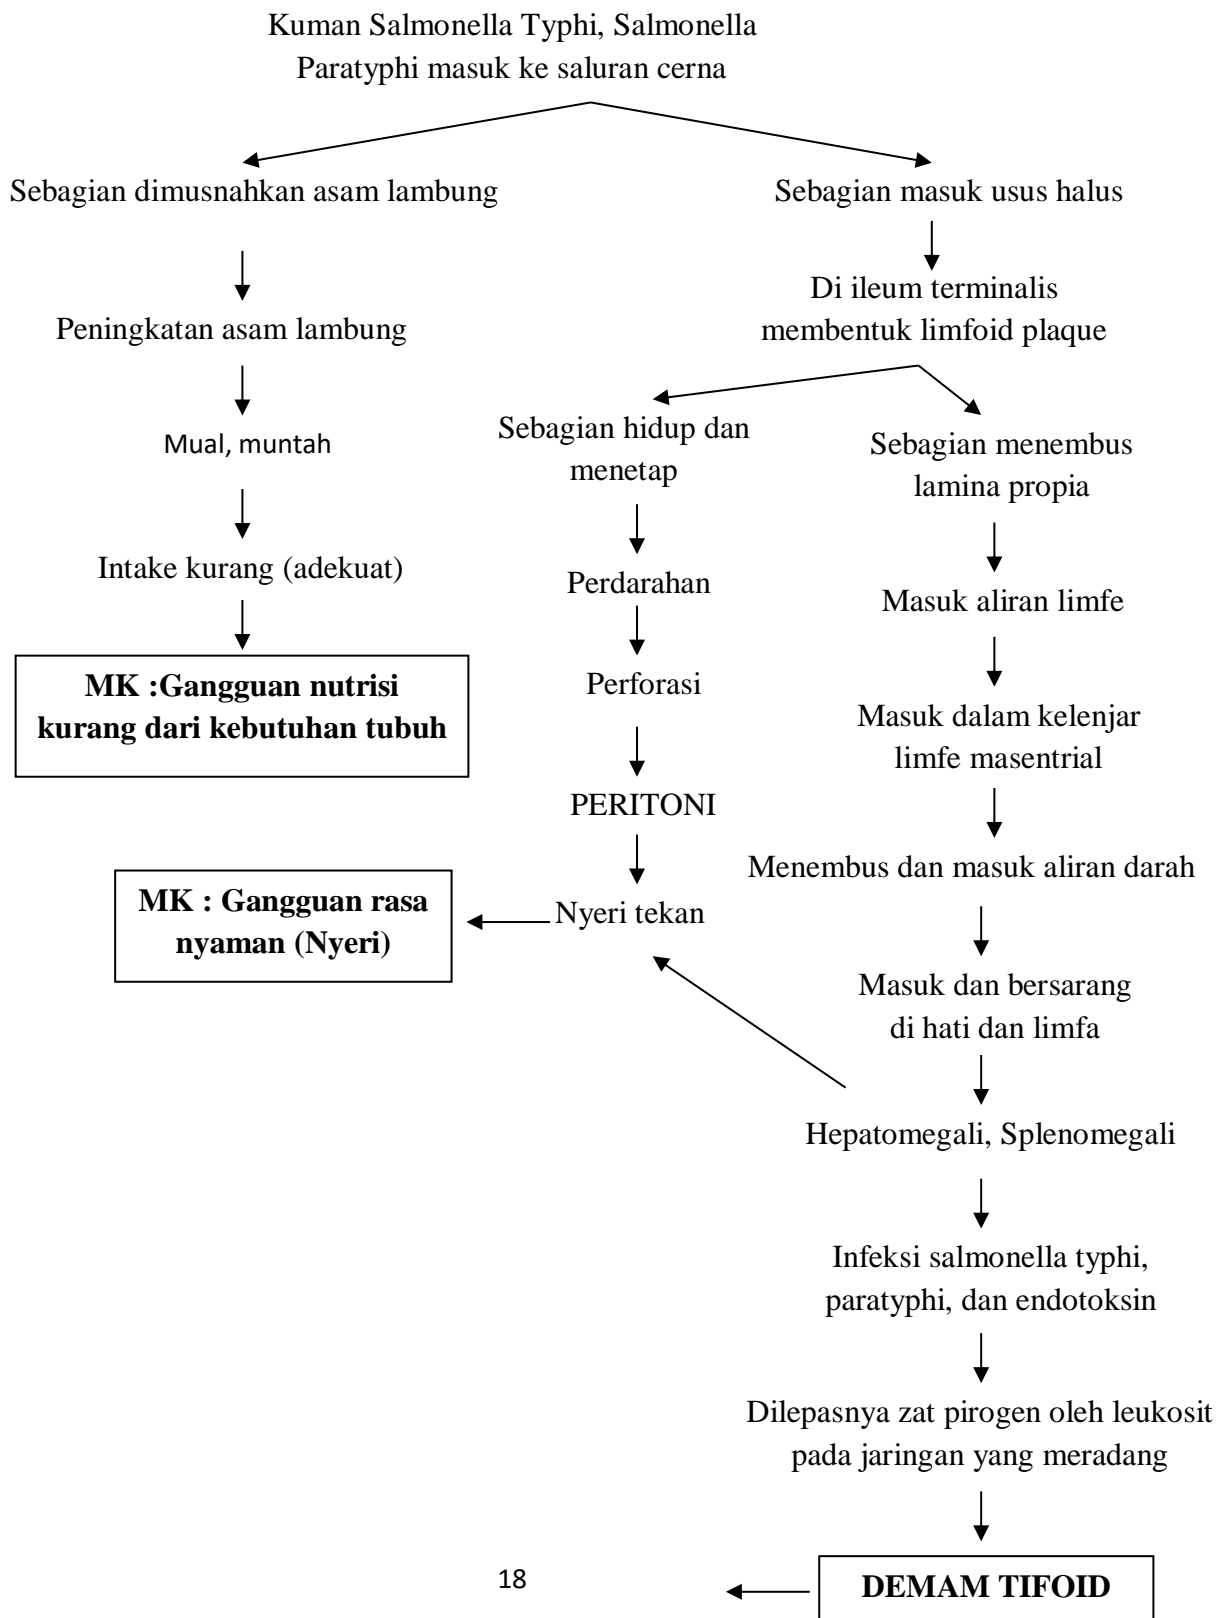 Kuman Salmonella Typhi, Salmonella
Paratyphi masuk ke saluran cerna
Sebagian dimusnahkan asam lambung
Peningkatan asam lambung
Mual, muntah
Intake kurang (adekuat)
MK :Gangguan nutrisi
kurang dari kebutuhan tubuh
Sebagian masuk usus halus
Di ileum terminalis
membentuk limfoid plaque
Sebagian hidup dan
menetap
Perdarahan
Perforasi
PERITONI
Nyeri tekan
MK : Gangguan rasa
nyaman (Nyeri)
Sebagian menembus
lamina propia
Masuk aliran limfe
Masuk dalam kelenjar
limfe masentrial
Menembus dan masuk aliran darah
Masuk dan bersarang
di hati dan limfa
Hepatomegali, Splenomegali
Infeksi salmonella typhi,
paratyphi, dan endotoksin
Dilepasnya zat pirogen oleh leukosit
pada jaringan yang meradang
DEMAM TIFOID
18